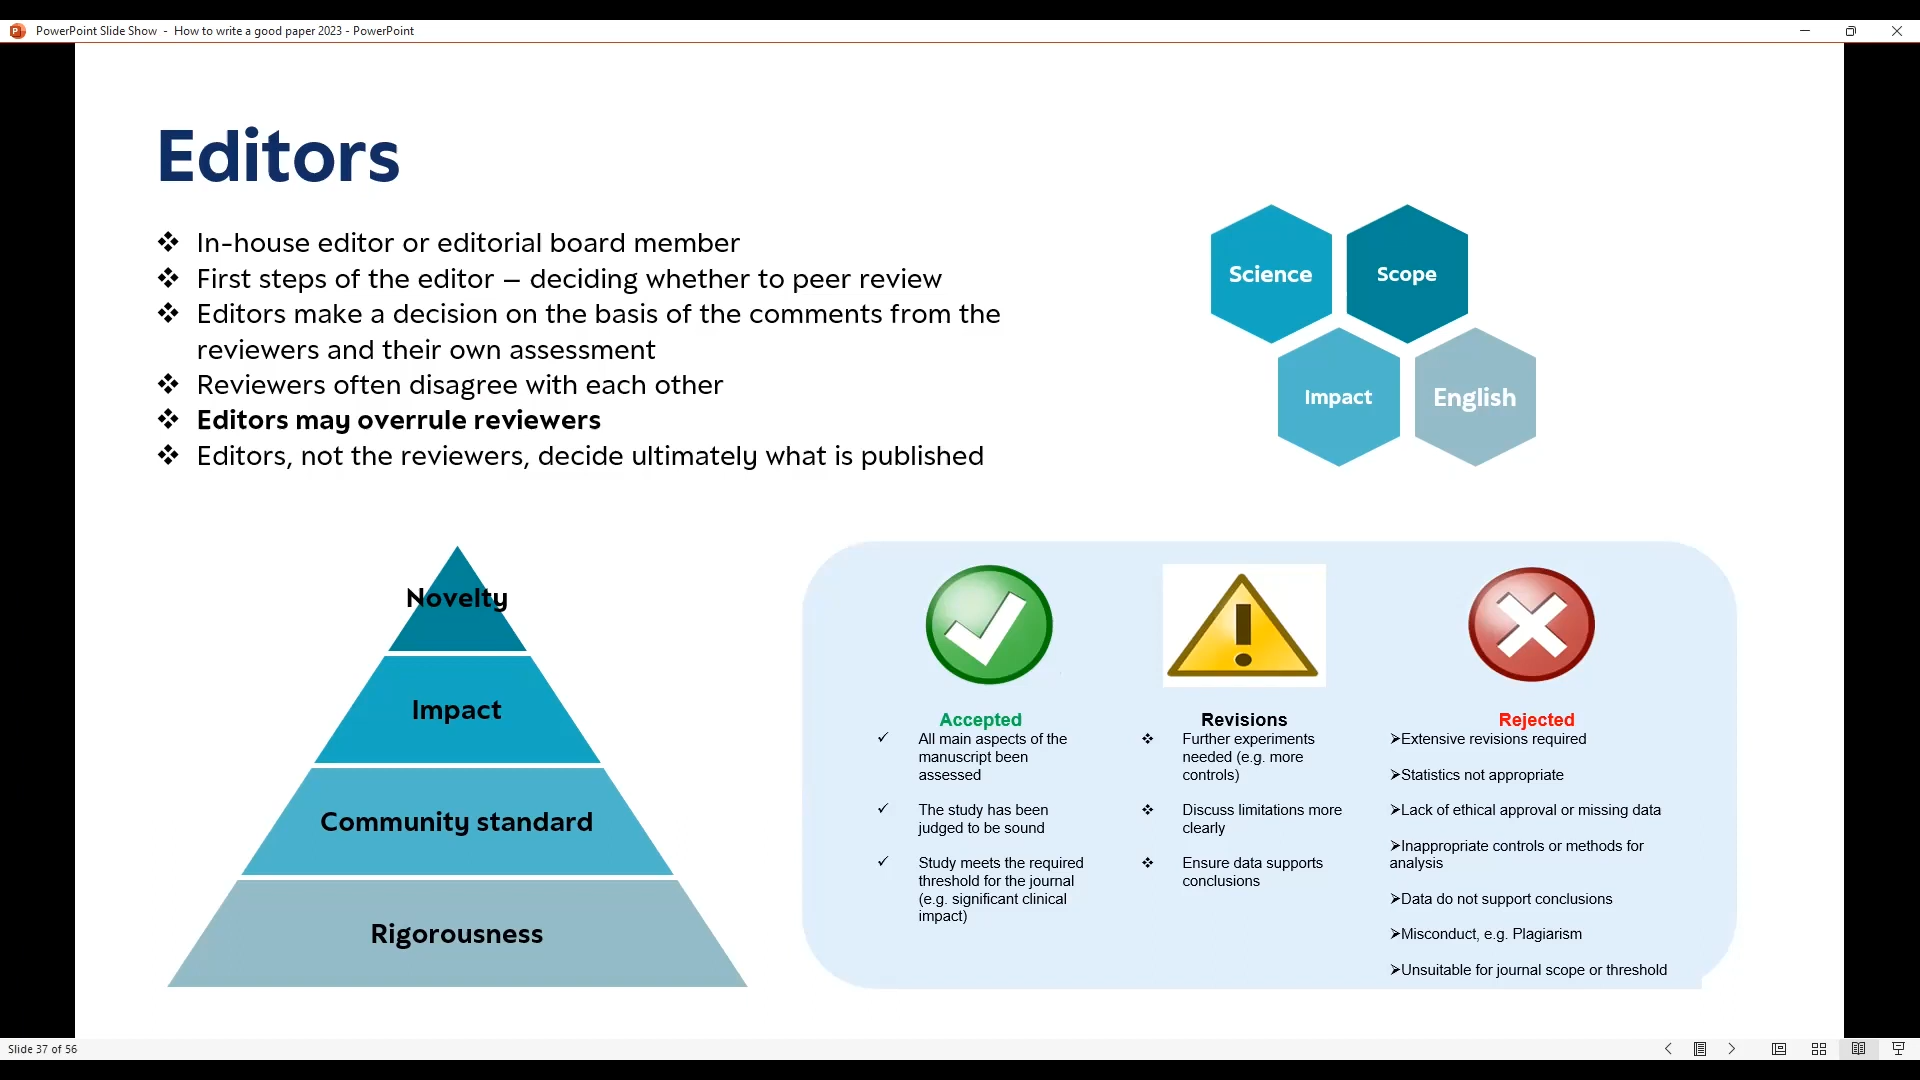 PowerPoint Slide Show - How to write a good paper 2023 - PowerPoint
Editors
❖ In-house editor or editorial board member
❖ First steps of the editor – deciding whether to peer review
❖ Editors make a decision on the basis of the comments from the
reviewers and their own assessment
❖ Reviewers often disagree with each other
❖ Editors may overrule reviewers
❖ Editors, not the reviewers, decide ultimately what is published
Science
Scope
Impact
English
Novelty
Impact
Community standard
Rigorousness
Accepted
✓ All main aspects of the
manuscript been
assessed
✓ The study has been
judged to be sound
✓ Study meets the required
threshold for the journal
(e.g. significant clinical
impact)
Revisions
❖ Further experiments
needed (e.g. more
controls)
❖ Discuss limitations more
clearly
❖ Ensure data supports
conclusions
Rejected
➢Extensive revisions required
➢Statistics not appropriate
➢Lack of ethical approval or missing data
➢Inappropriate controls or methods for
analysis
➢Data do not support conclusions
➢Misconduct, e.g. Plagiarism
➢Unsuitable for journal scope or threshold
Slide 37 of 56